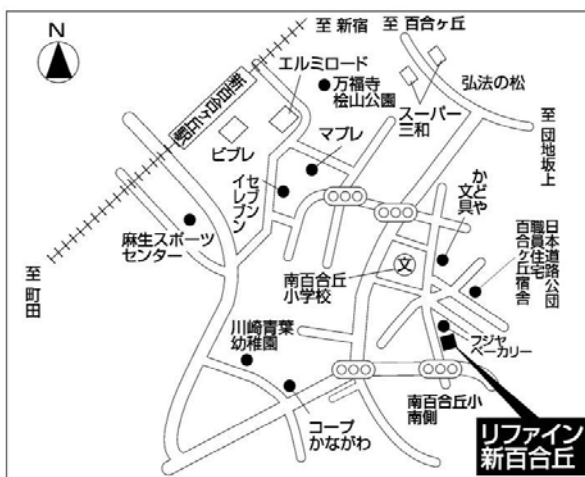 N
至 新宿
至 百合ヶ丘
エルミロード
万福寺
桧山公園
弘法の松
スーパー
三和
至 団地坂上
新百合ヶ丘駅
ビブレ
マプレ
セブン
イレブン
かどや
文具
麻生スポーツ
センター
南百合丘
小学校
文
日本道路公団
職員住宅
百合ヶ丘宿舎
至 町田
川崎青葉
幼稚園
フジヤ
ベーカリー
コープ
かながわ
南百合丘小
南側
リファイン
新百合丘